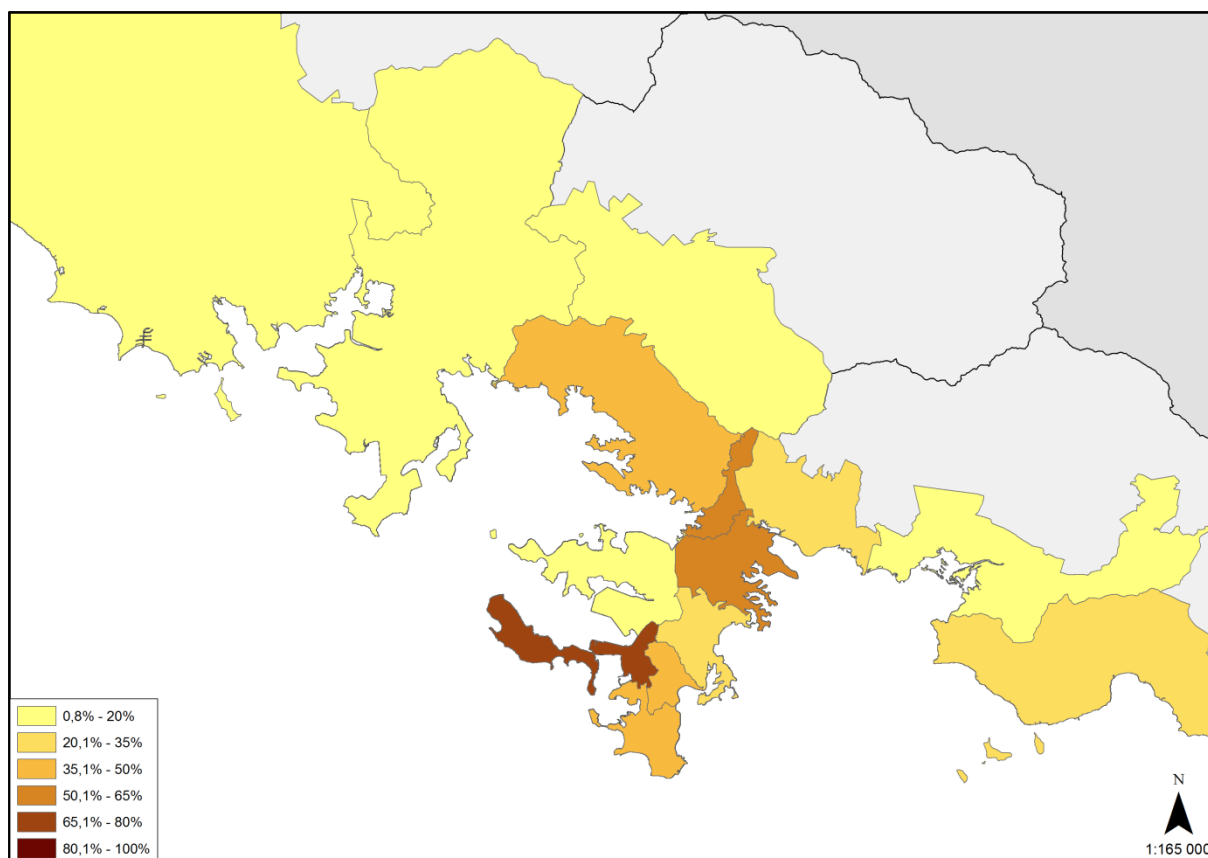 0,8% - 20%
20,1% - 35%
35,1% - 50%
50,1% - 65%
65,1% - 80%
80,1% - 100%
N
1:165 000